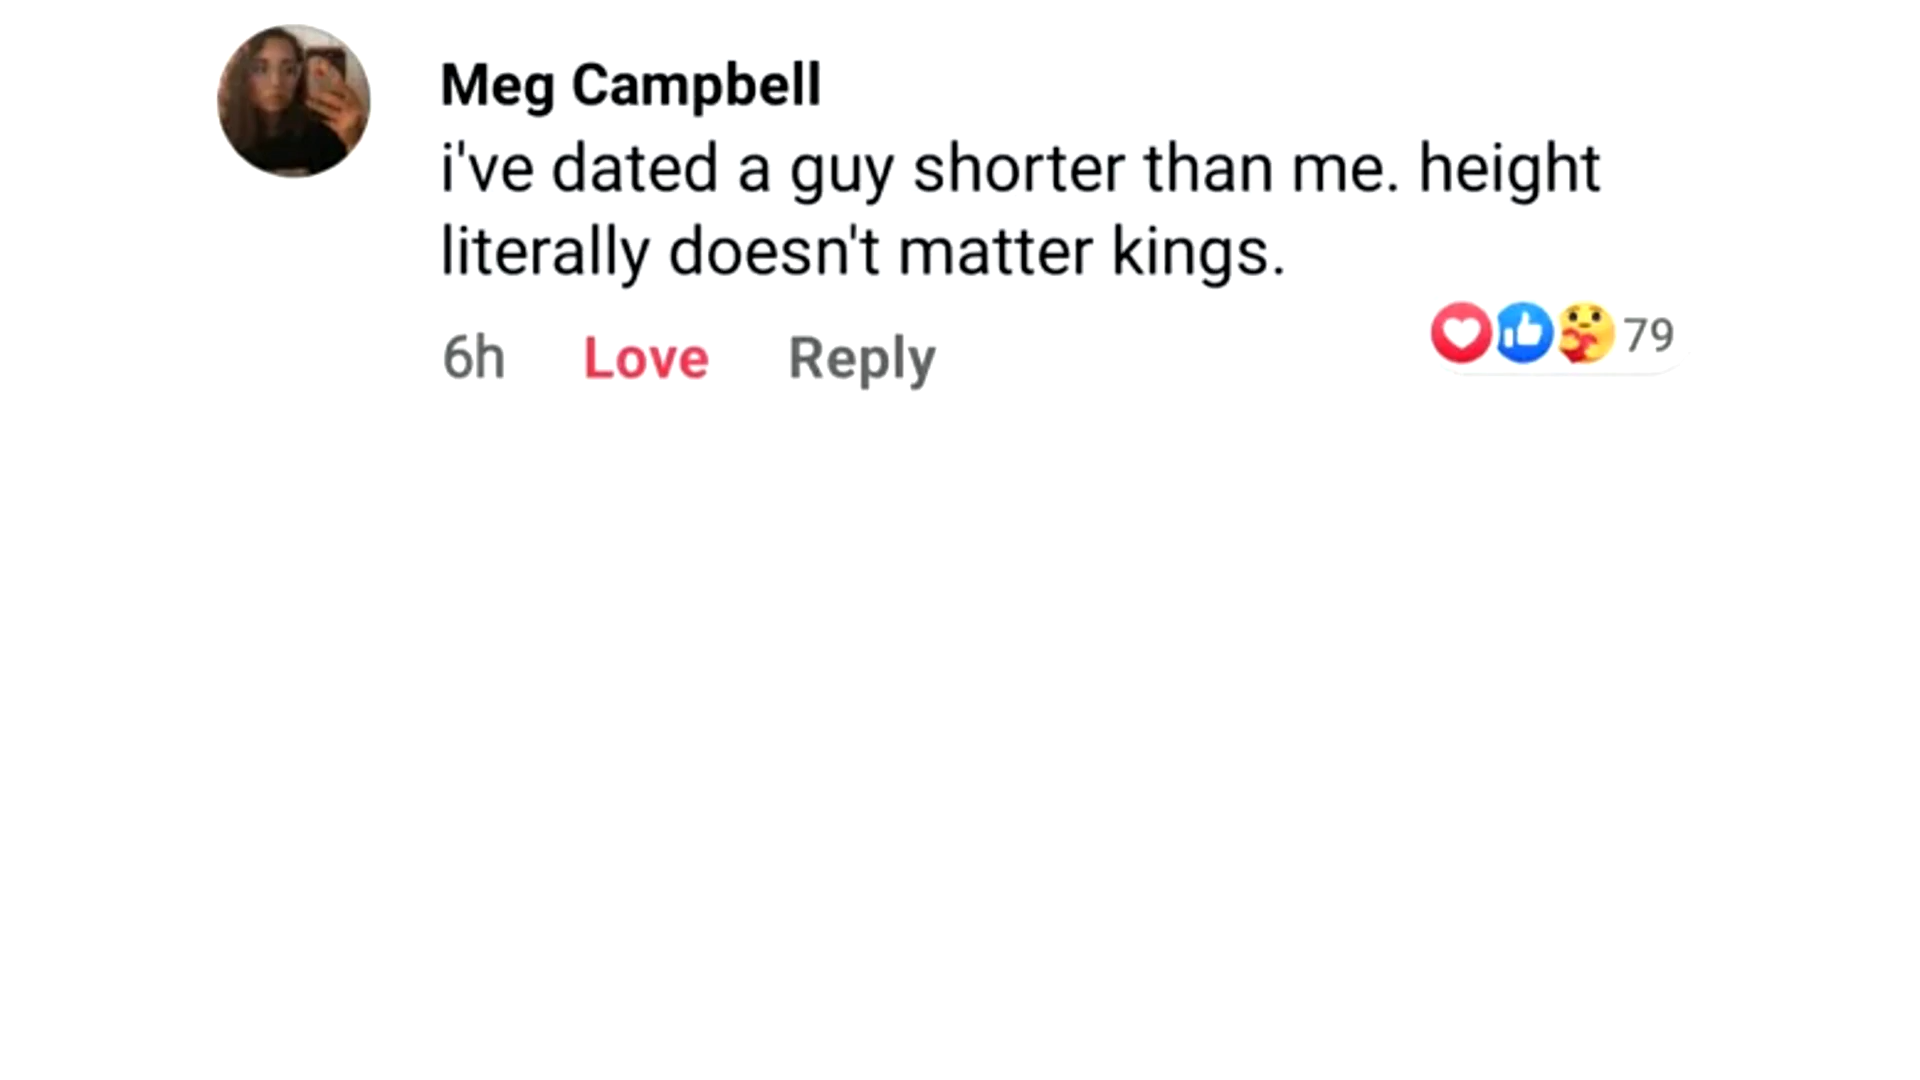 Meg Campbell
i've dated a guy shorter than me. height
literally doesn't matter kings.
6h Love Reply 79